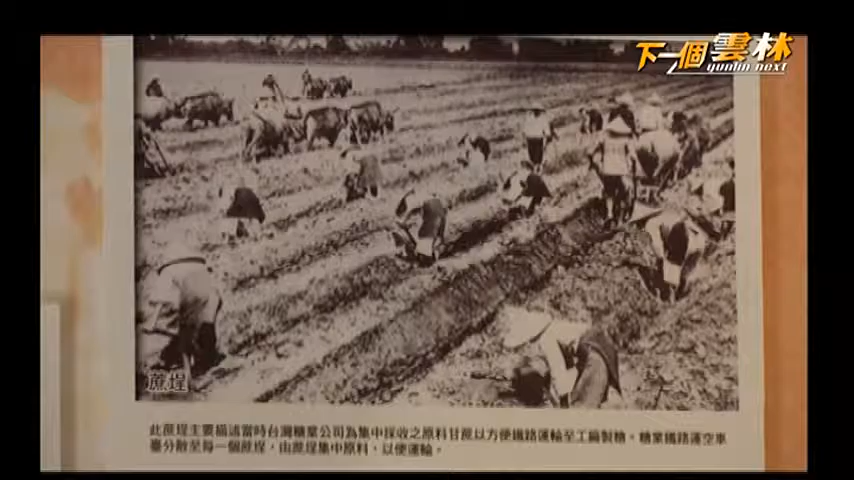 下一個雲林
yunlin next
蔗埕
此蔗埕主要描述當時台灣糖業公司為集中採收之原料甘蔗以方便鐵路運輸至工廠製糖。糖業鐵路運空車
臺分散至每一個蔗埕，由蔗埕集中原料，以便運輸。